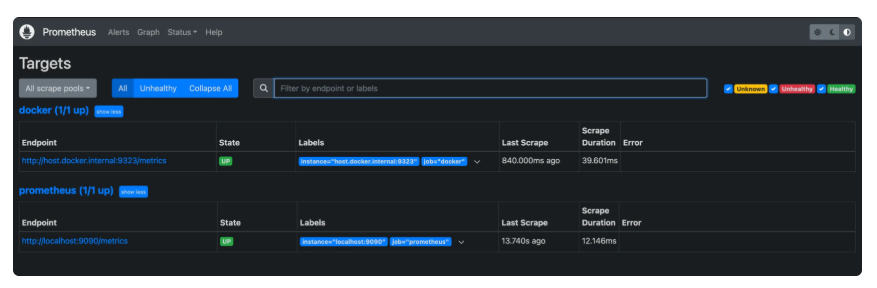 Prometheus Alerts Graph Status Help
Targets
All scrape pools All Unhealthy Collapse All Filter by endpoint or labels Unknown Unhealthy Healthy
docker (1/1 up) show less
Endpoint State Labels Last Scrape Scrape Duration Error
http://host.docker.internal:9323/metrics UP instance="host.docker.internal:9323" job="docker" 840.000ms ago 39.601ms
prometheus (1/1 up) show less
Endpoint State Labels Last Scrape Scrape Duration Error
http://localhost:9090/metrics UP instance="localhost:9090" job="prometheus" 13.740s ago 12.146ms